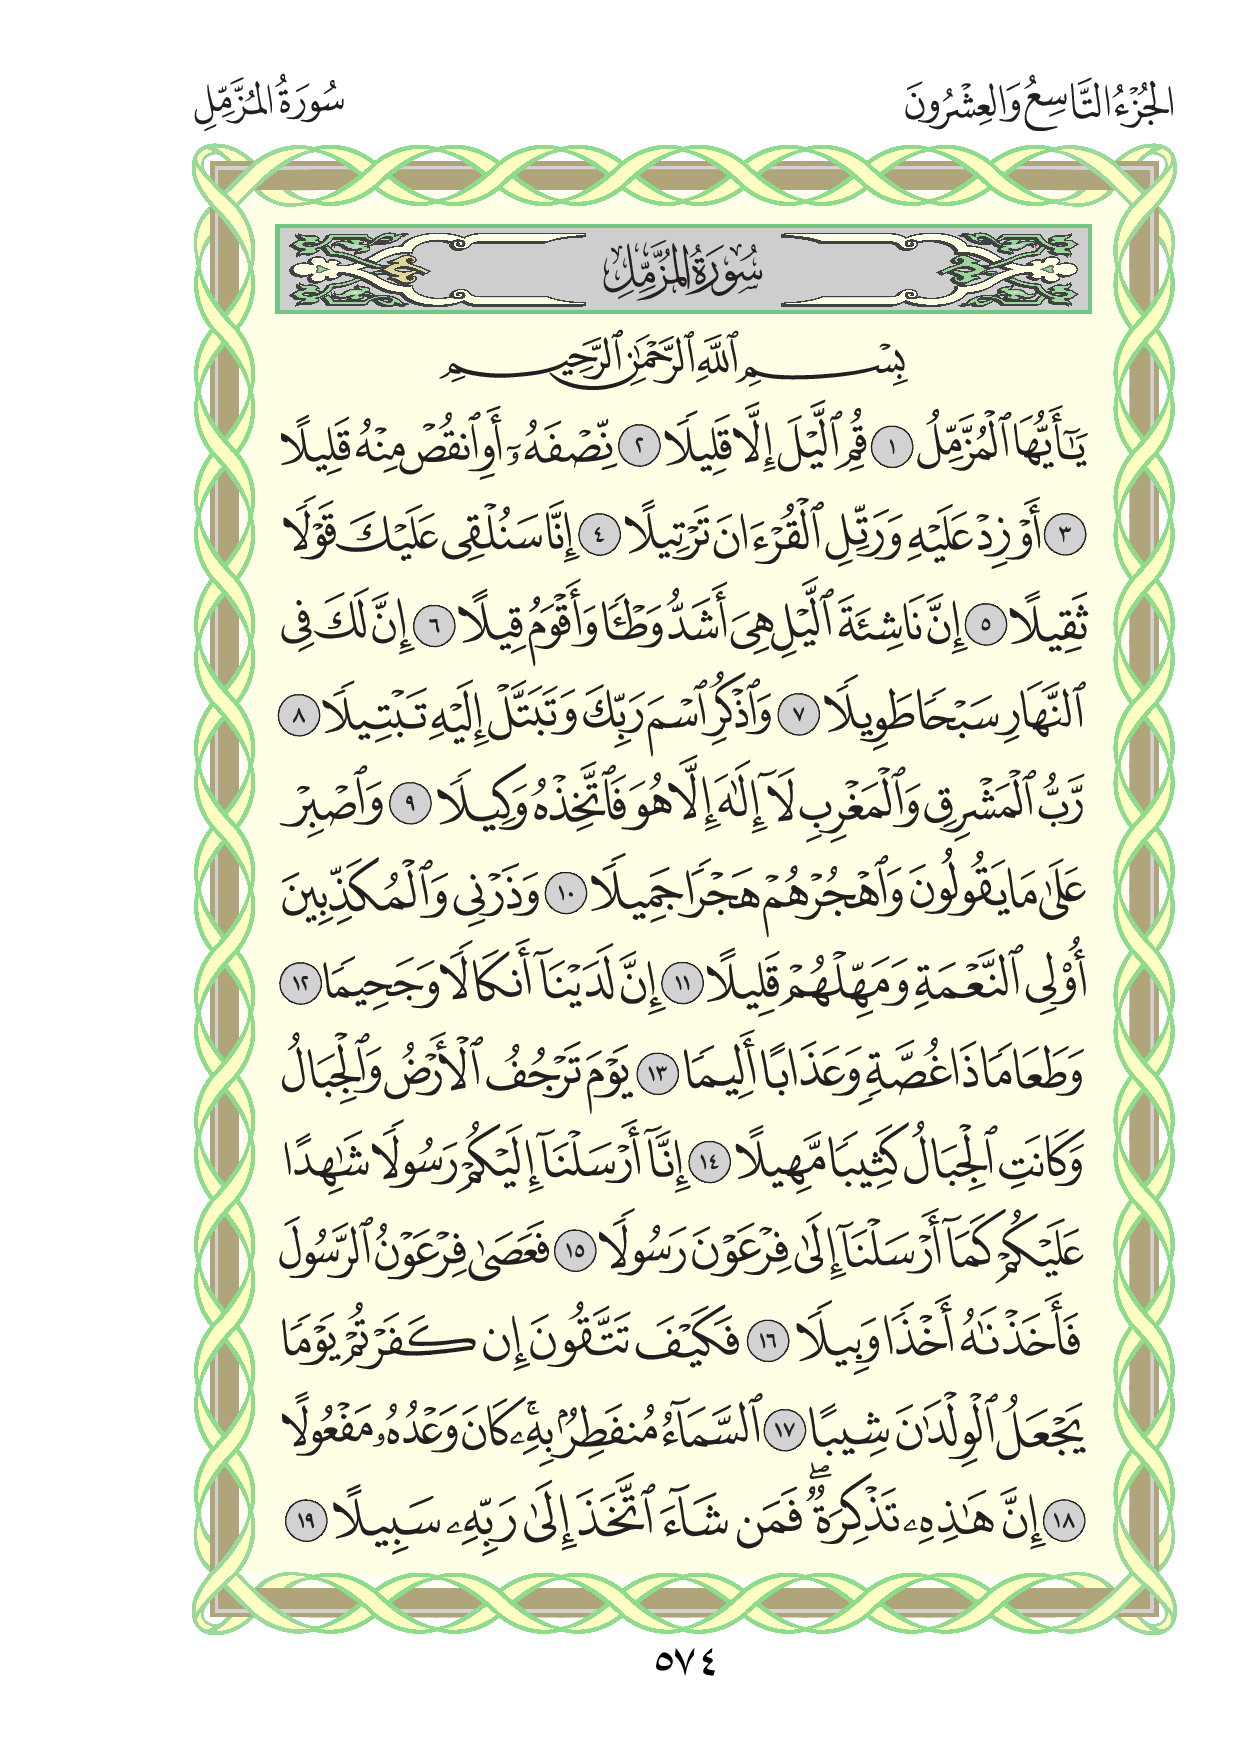 الجُزْءُ التَّاسِعُ وَالعِشْرُونَ
سُورَةُ المُزَّمِّلِ
سُورَةُ المُزَّمِّلِ
بِسْمِ ٱللَّهِ ٱلرَّحْمَٰنِ ٱلرَّحِيمِ
يَٰٓأَيُّهَا ٱلْمُزَّمِّلُ ١ قُمِ ٱلَّيْلَ إِلَّا قَلِيلًا ٢ نِّصْفَهُۥٓ أَوِ ٱنقُصْ مِنْهُ قَلِيلًا
٣ أَوْ زِدْ عَلَيْهِ وَرَتِّلِ ٱلْقُرْءَانَ تَرْتِيلًا ٤ إِنَّا سَنُلْقِى عَلَيْكَ قَوْلًا
ثَقِيلًا ٥ إِنَّ نَاشِئَةَ ٱلَّيْلِ هِىَ أَشَدُّ وَطْـًٔا وَأَقْوَمُ قِيلًا ٦ إِنَّ لَكَ فِى
ٱلنَّهَارِ سَبْحًا طَوِيلًا ٧ وَٱذْكُرِ ٱسْمَ رَبِّكَ وَتَبَتَّلْ إِلَيْهِ تَبْتِيلًا ٨
رَّبُّ ٱلْمَشْرِقِ وَٱلْمَغْرِبِ لَآ إِلَٰهَ إِلَّا هُوَ فَٱتَّخِذْهُ وَكِيلًا ٩ وَٱصْبِرْ
عَلَىٰ مَا يَقُولُونَ وَٱهْجُرْهُمْ هَجْرًا جَمِيلًا ١٠ وَذَرْنِى وَٱلْمُكَذِّبِينَ
أُو۟لِى ٱلنَّعْمَةِ وَمَهِّلْهُمْ قَلِيلًا ١١ إِنَّ لَدَيْنَآ أَنكَالًا وَجَحِيمًا ١٢
وَطَعَامًا ذَا غُصَّةٍ وَعَذَابًا أَلِيمًا ١٣ يَوْمَ تَرْجُفُ ٱلْأَرْضُ وَٱلْجِبَالُ
وَكَانَتِ ٱلْجِبَالُ كَثِيبًا مَّهِيلًا ١٤ إِنَّآ أَرْسَلْنَآ إِلَيْكُمْ رَسُولًا شَٰهِدًا
عَلَيْكُمْ كَمَآ أَرْسَلْنَآ إِلَىٰ فِرْعَوْنَ رَسُولًا ١٥ فَعَصَىٰ فِرْعَوْنُ ٱلرَّسُولَ
فَأَخَذْنَٰهُ أَخْذًا وَبِيلًا ١٦ فَكَيْفَ تَتَّقُونَ إِن كَفَرْتُمْ يَوْمًا
يَجْعَلُ ٱلْوِلْدَٰنَ شِيبًا ١٧ ٱلسَّمَآءُ مُنفَطِرٌۢ بِهِۦۚ كَانَ وَعْدُهُۥ مَفْعُولًا
١٨ إِنَّ هَٰذِهِۦ تَذْكِرَةٌۖ فَمَن شَآءَ ٱتَّخَذَ إِلَىٰ رَبِّهِۦ سَبِيلًا ١٩
٥٧٤